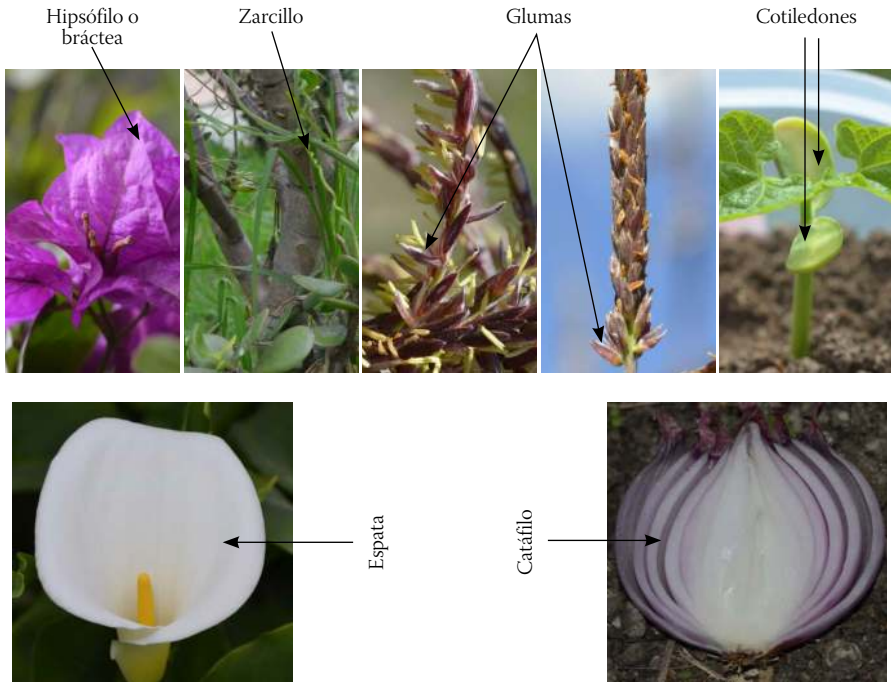 Hipsófilo o
bráctea
Zarcillo
Glumas
Cotiledones
Espata
Catáfilo